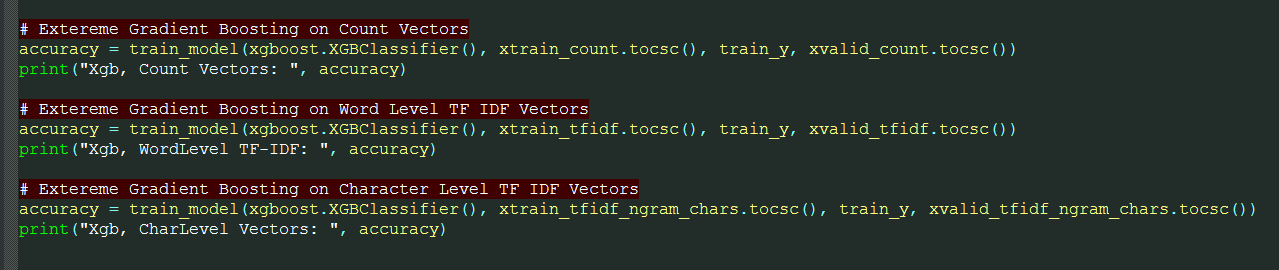 # Extereme Gradient Boosting on Count Vectors
accuracy = train_model(xgboost.XGBClassifier(), xtrain_count.tocsc(), train_y, xvalid_count.tocsc())
print("Xgb, Count Vectors: ", accuracy)
# Extereme Gradient Boosting on Word Level TF IDF Vectors
accuracy = train_model(xgboost.XGBClassifier(), xtrain_tfidf.tocsc(), train_y, xvalid_tfidf.tocsc())
print("Xgb, WordLevel TF-IDF: ", accuracy)
# Extereme Gradient Boosting on Character Level TF IDF Vectors
accuracy = train_model(xgboost.XGBClassifier(), xtrain_tfidf_ngram_chars.tocsc(), train_y, xvalid_tfidf_ngram_chars.tocsc())
print("Xgb, CharLevel Vectors: ", accuracy)